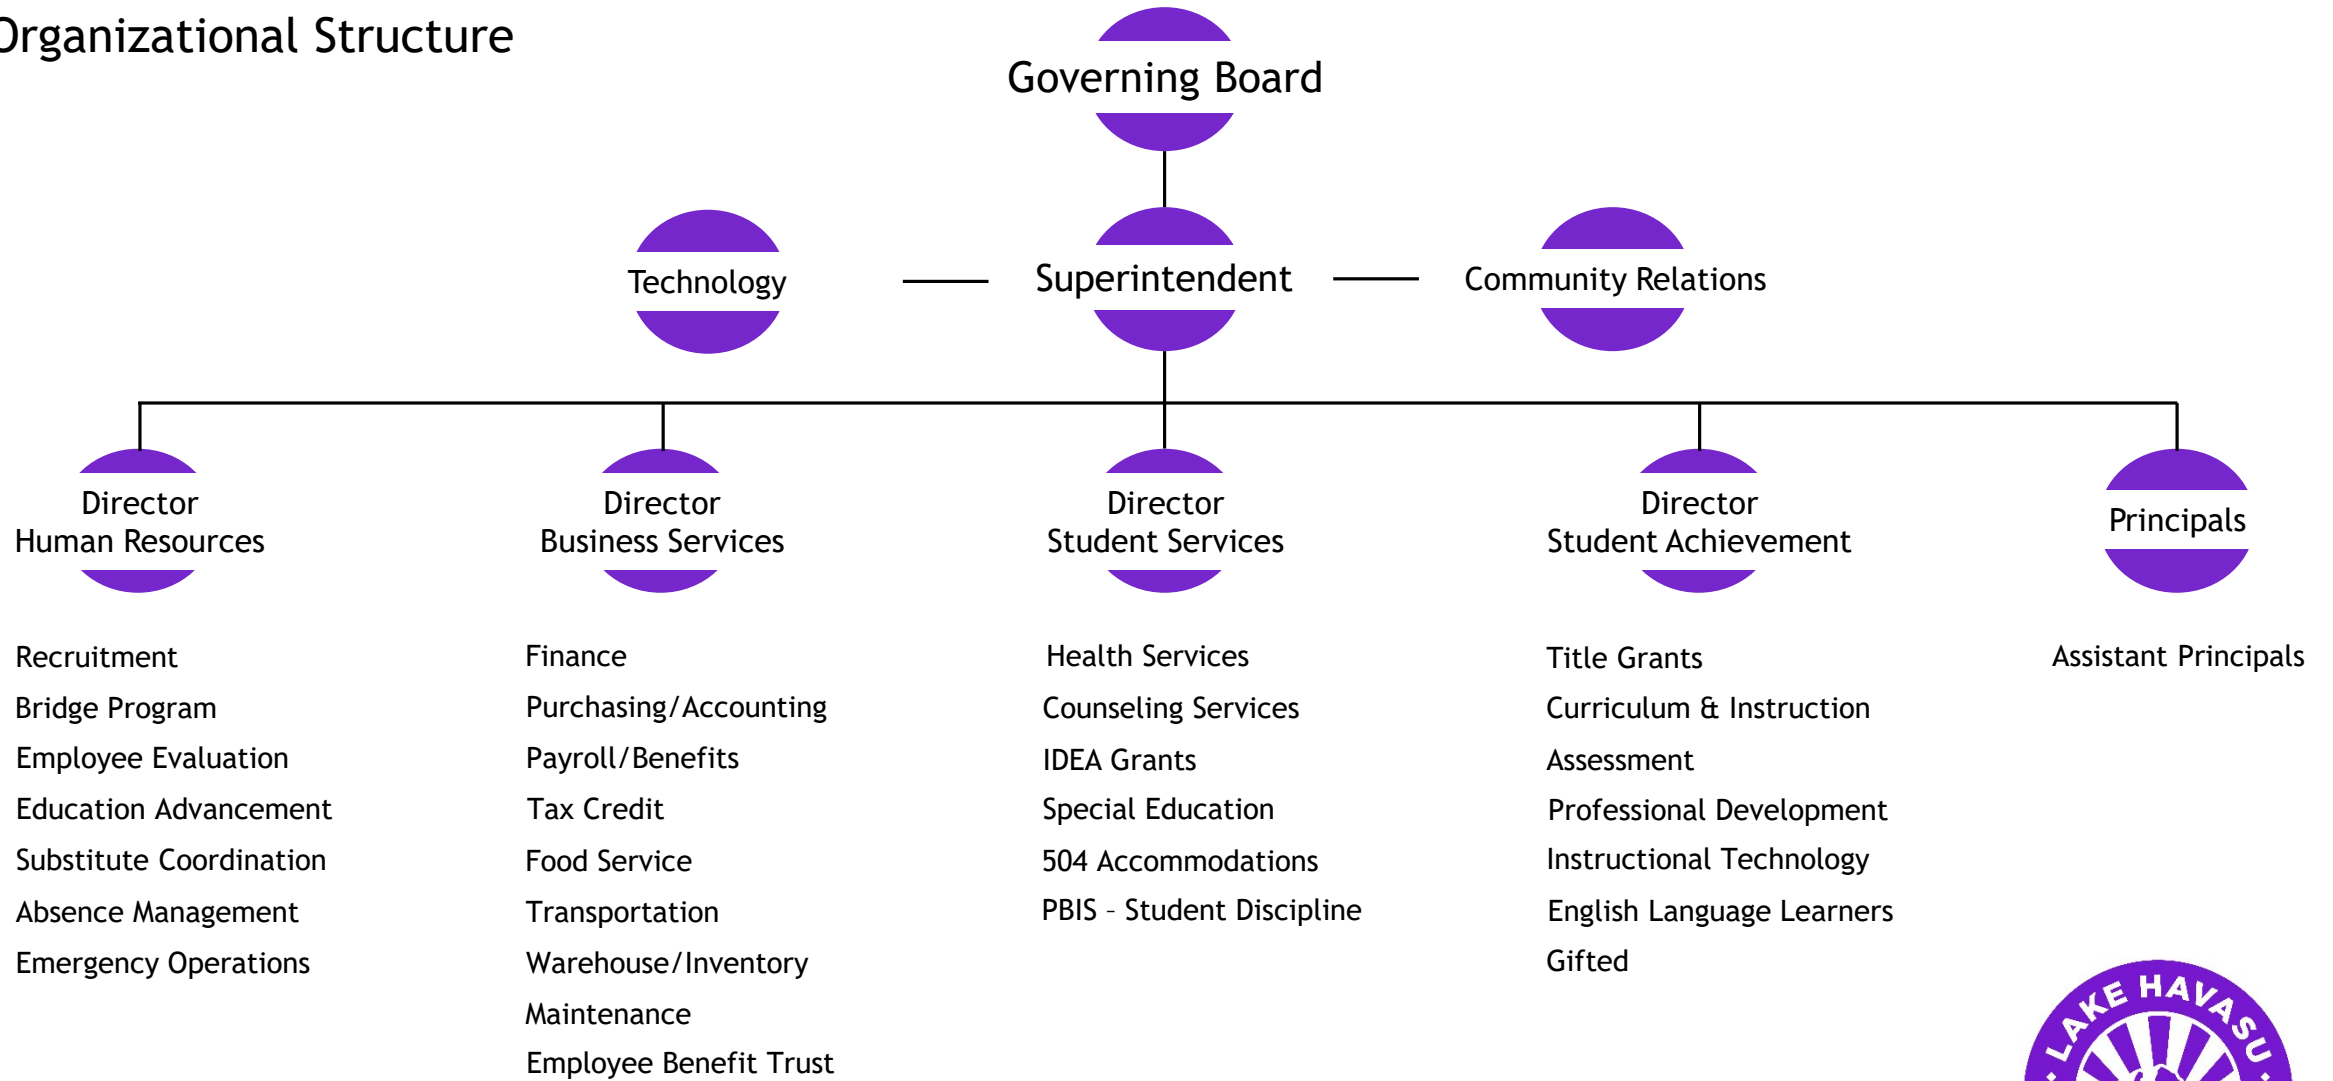 Organizational Structure
Governing Board
Technology
Superintendent
Community Relations
Director
Human Resources
Director
Business Services
Director
Student Services
Director
Student Achievement
Principals
Recruitment
Bridge Program
Employee Evaluation
Education Advancement
Substitute Coordination
Absence Management
Emergency Operations
Finance
Purchasing/Accounting
Payroll/Benefits
Tax Credit
Food Service
Transportation
Warehouse/Inventory
Maintenance
Employee Benefit Trust
Health Services
Counseling Services
IDEA Grants
Special Education
504 Accommodations
PBIS – Student Discipline
Title Grants
Curriculum & Instruction
Assessment
Professional Development
Instructional Technology
English Language Learners
Gifted
Assistant Principals
LAKE HAVASU